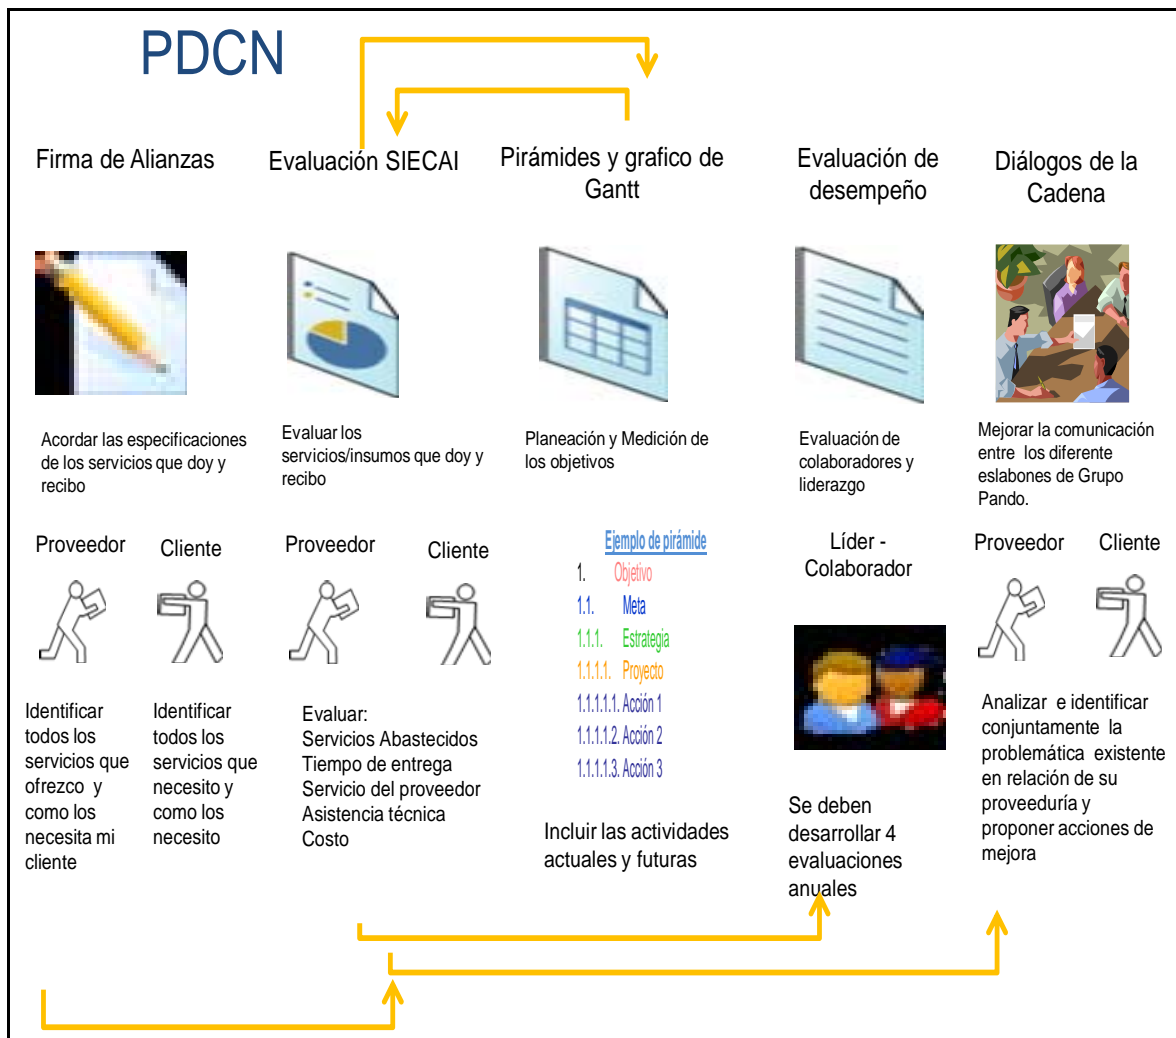 PDCN
Firma de Alianzas
Evaluación SIECAI
Pirámides y grafico de
Gantt
Evaluación de
desempeño
Diálogos de la
Cadena
Acordar las especificaciones
de los servicios que doy y
recibo
Evaluar los
servicios/insumos que doy y
recibo
Planeación y Medición de
los objetivos
Evaluación de
colaboradores y
liderazgo
Mejorar la comunicación
entre los diferente
eslabones de Grupo
Pando.
Proveedor
Cliente
Identificar
todos los
servicios que
ofrezco y
como los
necesita mi
cliente
Identificar
todos los
servicios que
necesito y
como los
necesito
Proveedor
Cliente
Evaluar:
Servicios Abastecidos
Tiempo de entrega
Servicio del proveedor
Asistencia técnica
Costo
Ejemplo de pirámide
1. Objetivo
1.1. Meta
1.1.1. Estrategia
1.1.1.1. Proyecto
1.1.1.1.1. Acción 1
1.1.1.1.2. Acción 2
1.1.1.1.3. Acción 3
Incluir las actividades
actuales y futuras
Líder -
Colaborador
Se deben
desarrollar 4
evaluaciones
anuales
Proveedor
Cliente
Analizar e identificar
conjuntamente la
problemática existente
en relación de su
proveeduría y
proponer acciones de
mejora